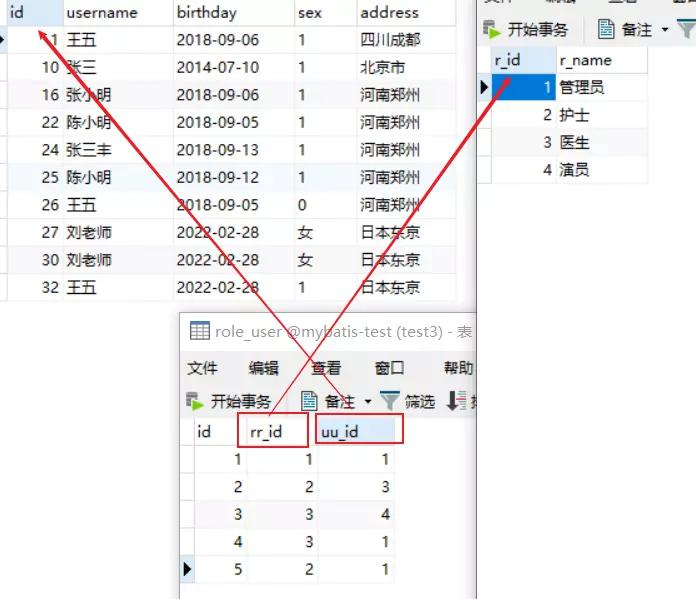 id username birthday sex address
1 王五 2018-09-06 1 四川成都
10 张三 2014-07-10 1 北京市
16 张小明 2018-09-06 1 河南郑州
22 陈小明 2018-09-05 1 河南郑州
24 张三丰 2018-09-13 1 河南郑州
25 陈小明 2018-09-12 1 河南郑州
26 王五 2018-09-05 0 河南郑州
27 刘老师 2022-02-28 女 日本东京
30 刘老师 2022-02-28 女 日本东京
32 王五 2022-02-28 1 日本东京
开始事务 备注
r_id r_name
1 管理员
2 护士
3 医生
4 演员
role_user @mybatis-test (test3) - 表
文件 编辑 查看 窗口 帮助
开始事务 备注 筛选
id rr_id uu_id
1 1 1
2 2 3
3 3 4
4 3 1
5 2 1